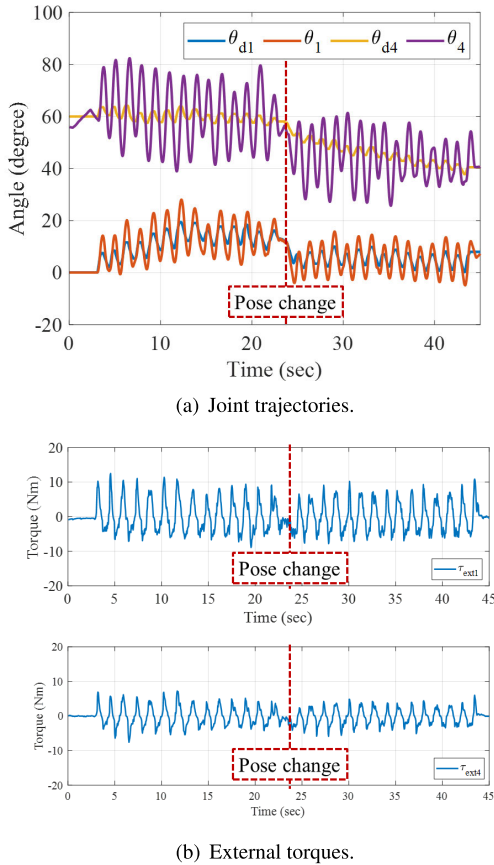 θd1 θ1 θd4 θ4
100
80
60
40
20
0
-20
Angle (degree)
Pose change
0 10 20 30 40
Time (sec)
(a) Joint trajectories.
20
10
0
-10
-20
Torque (Nm)
Pose change
τext1
0 5 10 15 20 25 30 35 40 45
Time (sec)
20
10
0
-10
-20
Torque (Nm)
Pose change
τext4
0 5 10 15 20 25 30 35 40 45
Time (sec)
(b) External torques.